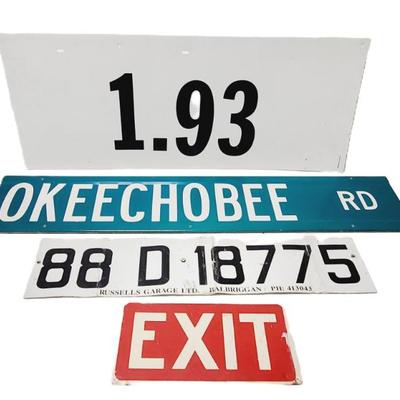 1.93
OKEECHOBEE RD
88 D 18775
RUSSELLS GARAGE LTD. BALBRIGGAN PH: 413043
EXIT